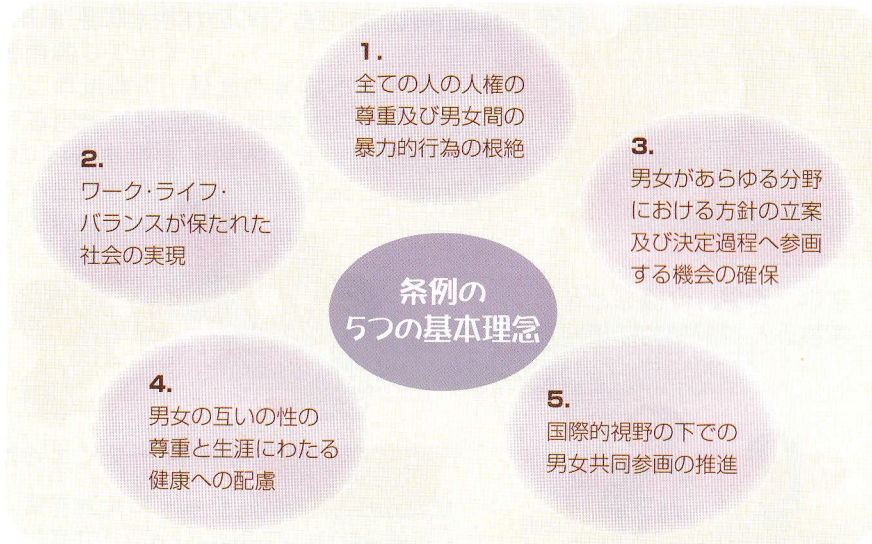 1.
全ての人の人権の
尊重及び男女間の
暴力的行為の根絶
2.
ワーク・ライフ・
バランスが保たれた
社会の実現
3.
男女があらゆる分野
における方針の立案
及び決定過程へ参画
する機会の確保
条例の
5つの基本理念
4.
男女の互いの性の
尊重と生涯にわたる
健康への配慮
5.
国際的視野の下での
男女共同参画の推進